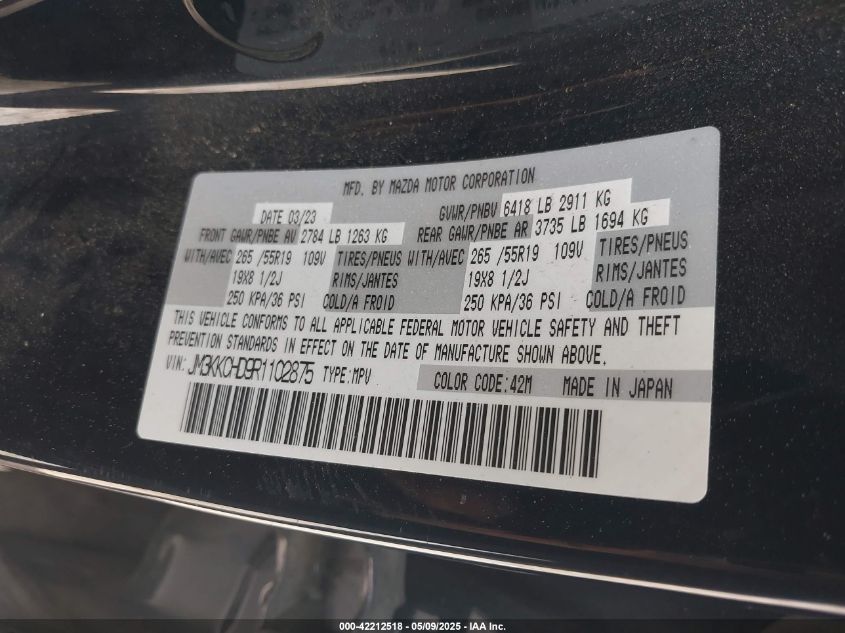 MFD. BY MAZDA MOTOR CORPORATION
DATE 03/23 GVWR/PNBV 6418 LB 2911 KG
FRONT GAWR/PNBE AV 2784 LB 1263 KG REAR GAWR/PNBE AR 3735 LB 1694 KG
WITH/AVEC 265 /55R19 109V TIRES/PNEUS WITH/AVEC 265 /55R19 109V TIRES/PNEUS
19X8 1/2J RIMS/JANTES 19X8 1/2J RIMS/JANTES
250 KPA/36 PSI COLD/A FROID 250 KPA/36 PSI COLD/A FROID
THIS VEHICLE CONFORMS TO ALL APPLICABLE FEDERAL MOTOR VEHICLE SAFETY AND THEFT
PREVENTION STANDARDS IN EFFECT ON THE DATE OF MANUFACTURE SHOWN ABOVE.
VIN: JM3KKCHD9R1102875 TYPE:MPV COLOR CODE:42M MADE IN JAPAN
000-42212518 - 05/09/2025 - IAA Inc.